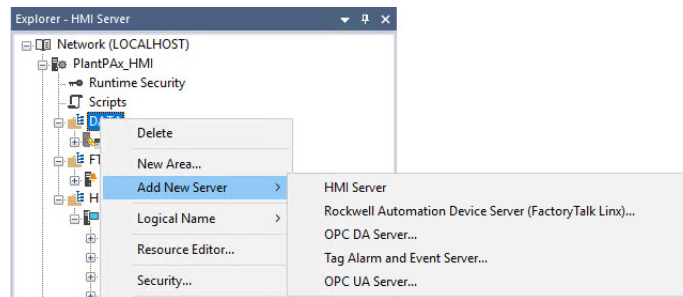 Explorer - HMI Server
Network (LOCALHOST)
PlantPAx_HMI
Runtime Security
Scripts
Delete
New Area...
Add New Server
HMI Server
Logical Name
Rockwell Automation Device Server (FactoryTalk Linx)...
OPC DA Server...
Resource Editor...
Tag Alarm and Event Server...
Security...
OPC UA Server...